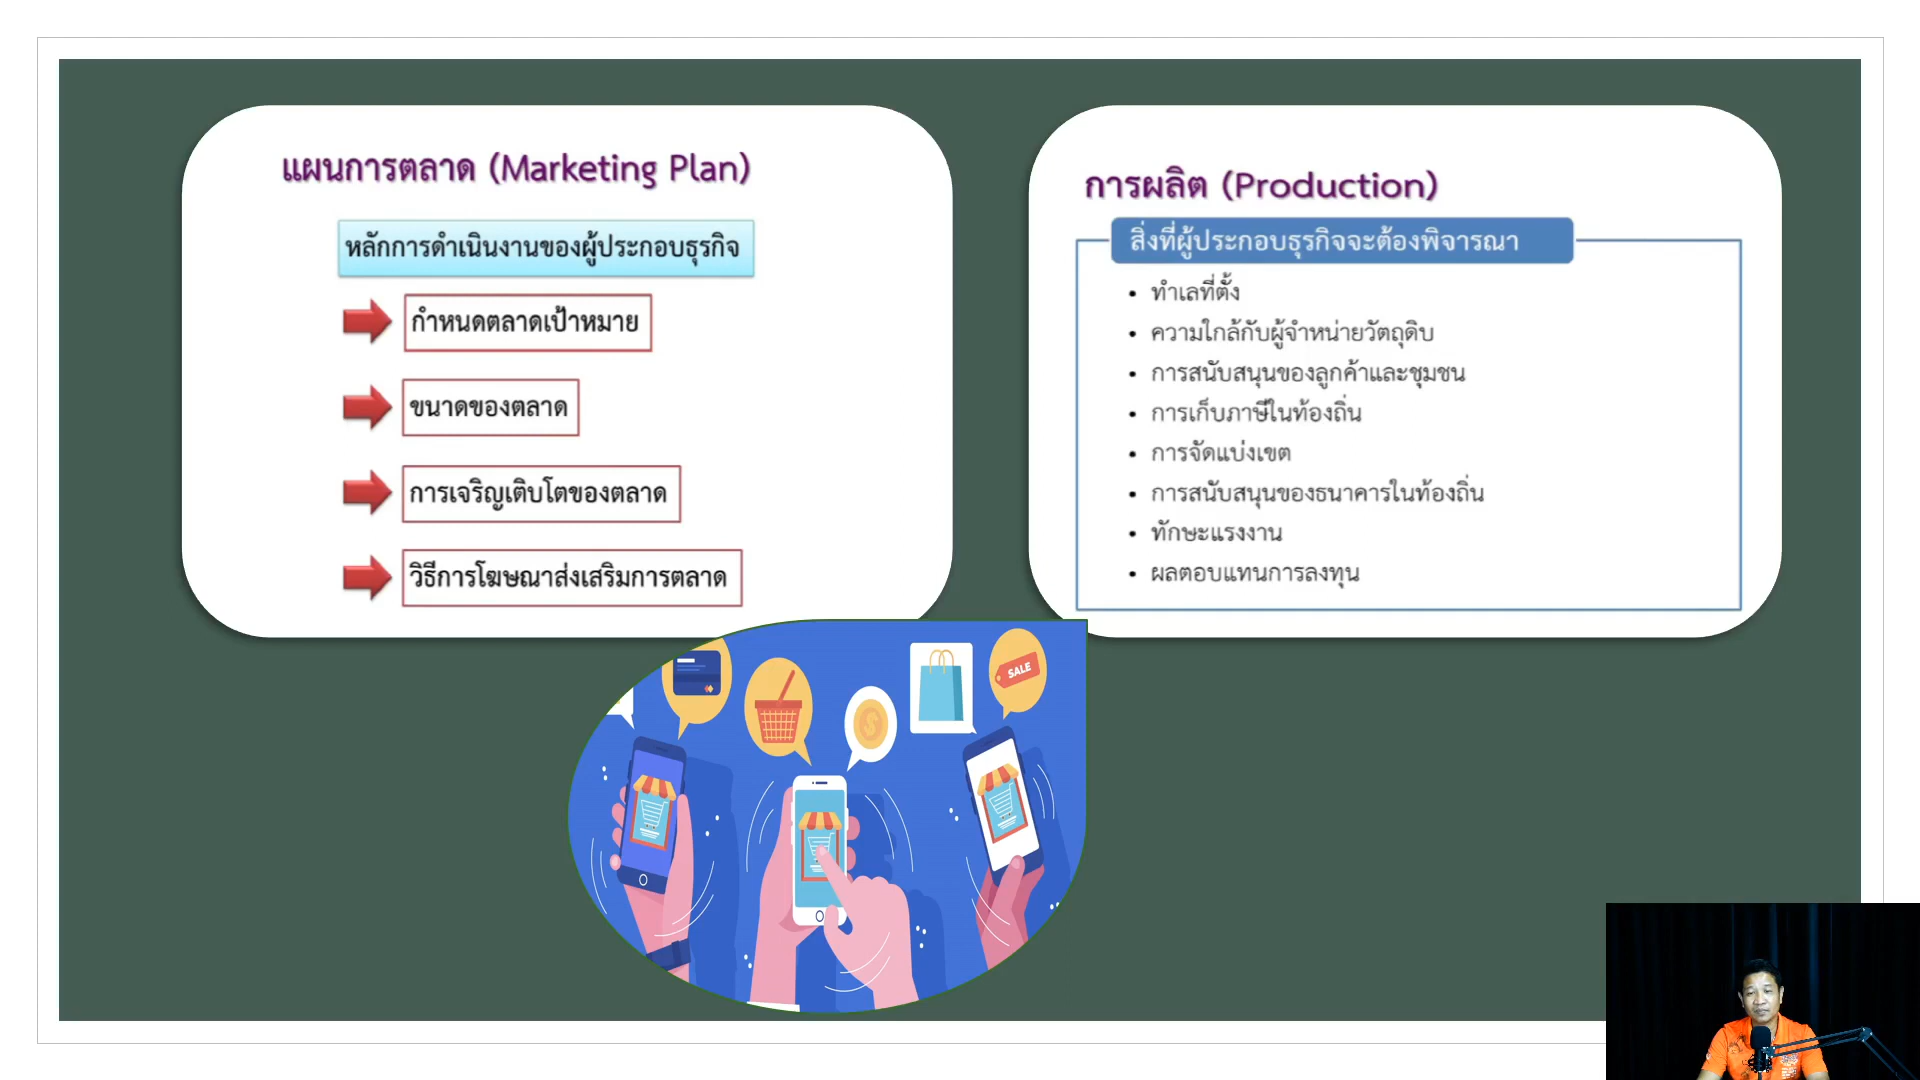 แผนการตลาด (Marketing Plan)
หลักการดำเนินงานของผู้ประกอบธุรกิจ
กำหนดตลาดเป้าหมาย
ขนาดของตลาด
การเจริญเติบโตของตลาด
วิธีการโฆษณาส่งเสริมการตลาด
การผลิต (Production)
สิ่งที่ผู้ประกอบธุรกิจจะต้องพิจารณา
• ทำเลที่ตั้ง
• ความใกล้กับผู้จำหน่ายวัตถุดิบ
• การสนับสนุนของลูกค้าและชุมชน
• การเก็บภาษีในท้องถิ่น
• การจัดแบ่งเขต
• การสนับสนุนของธนาคารในท้องถิ่น
• ทักษะแรงงาน
• ผลตอบแทนการลงทุน
SALE